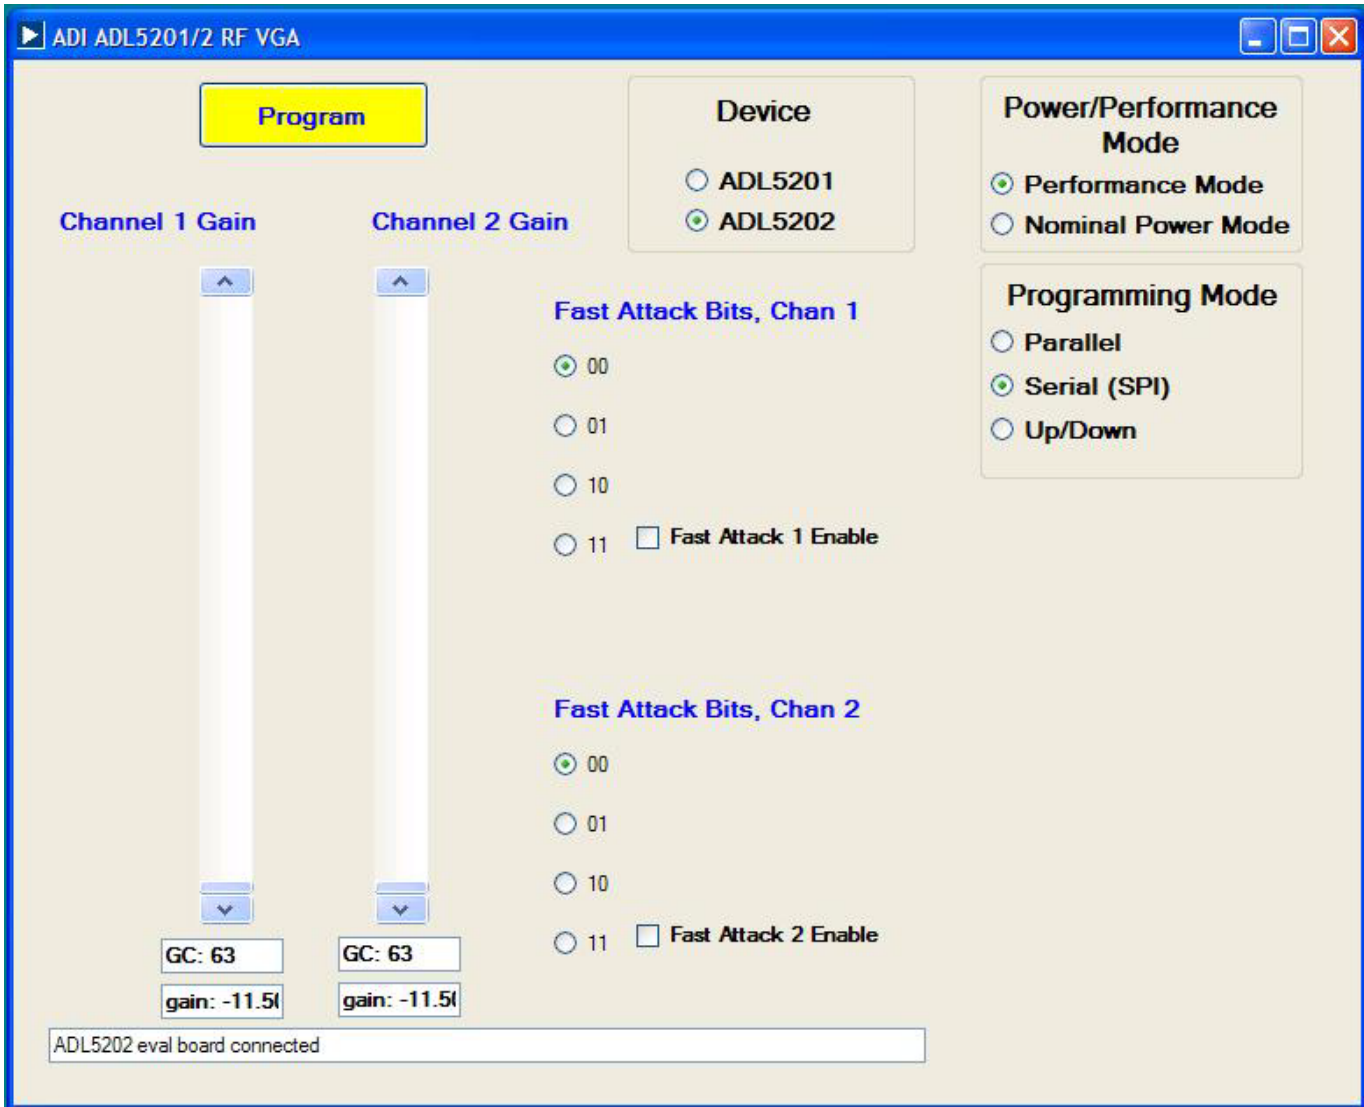 ADI ADL5201/2 RF VGA
Program
Channel 1 Gain
Channel 2 Gain
GC: 63
GC: 63
gain: -11.50
gain: -11.50
ADL5202 eval board connected
Device
ADL5201
ADL5202
Fast Attack Bits, Chan 1
00
01
10
11
Fast Attack 1 Enable
Fast Attack Bits, Chan 2
00
01
10
11
Fast Attack 2 Enable
Power/Performance
Mode
Performance Mode
Nominal Power Mode
Programming Mode
Parallel
Serial (SPI)
Up/Down